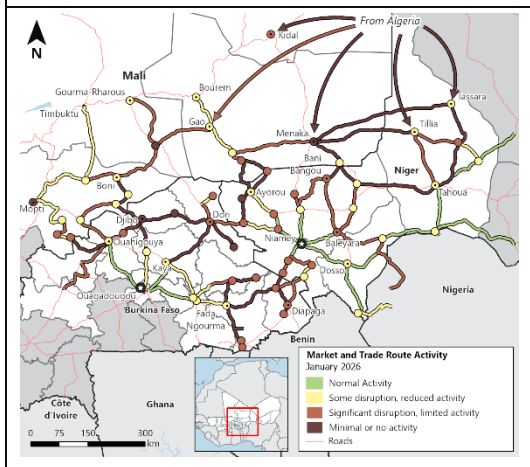 From Algeria
N
Kidal
Mali
Bourem
Gourma-Rharous
Tassara
Timbuktu
Gao
Tillia
Menaka
Bani
Bangou
Niger
Boni
Ayorou
Tahoua
Mopti
Djibo
Dori
Ouahigouya
Niamey
Baleyara
Kaya
Dosso
Ouagadougou
Nigeria
Burkina Faso
Fada
Ngourma
Diapaga
Benin
Market and Trade Route Activity
January 2026
Normal Activity
Some disruption, reduced activity
Significant disruption, limited activity
Minimal or no activity
Roads
Côte
d'Ivoire
Ghana
0 75 150 300
km